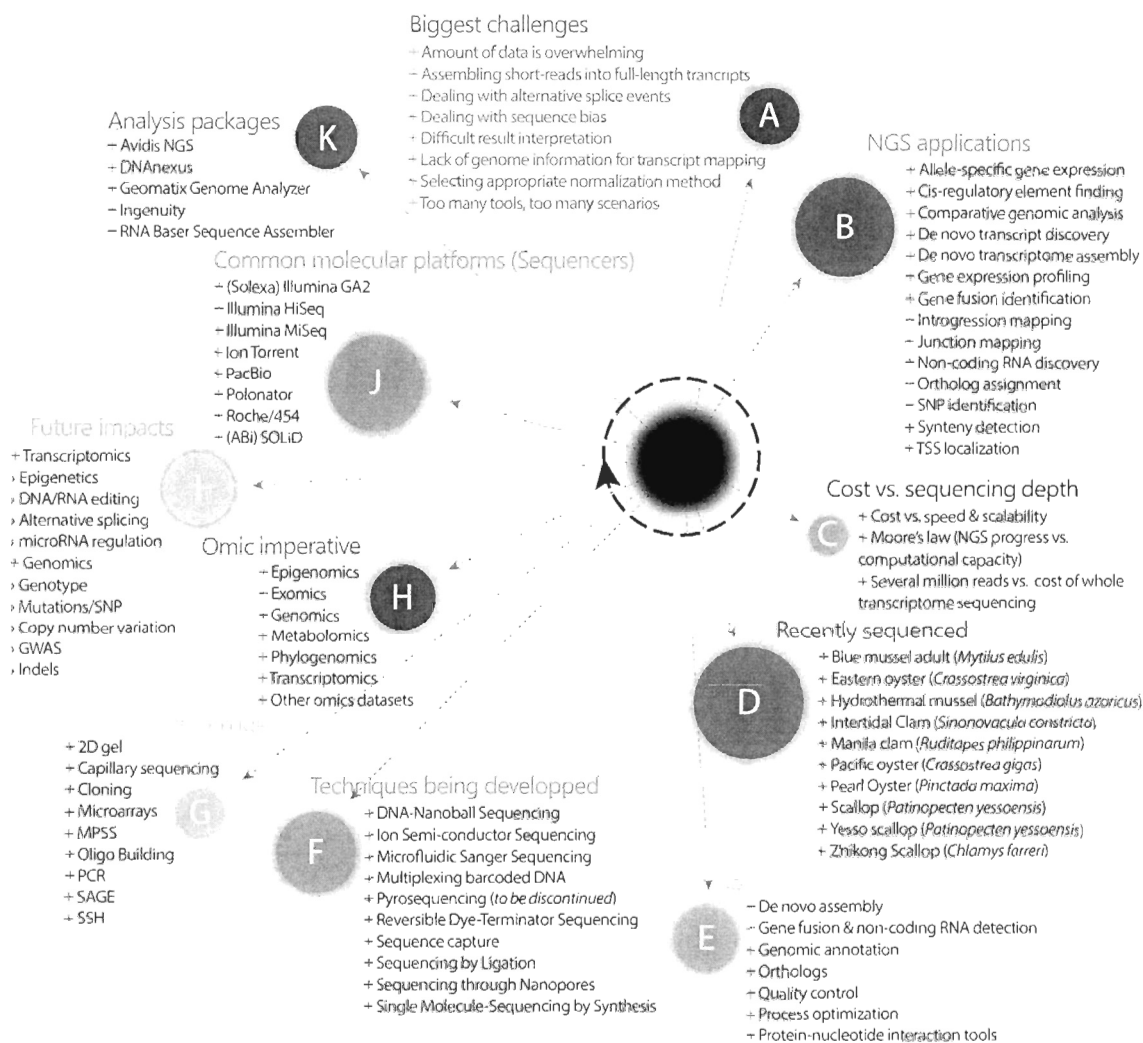 Biggest challenges
+ Amount of data is overwhelming
- Assembling short-reads into full-length trancripts
- Dealing with alternative splice events
- Dealing with sequence bias
+ Difficult result interpretation
+ Lack of genome information for transcript mapping
- Selecting appropriate normalization method
- Too many tools, too many scenarios
A
Analysis packages
- Avidis NGS
+ DNAnexus
+ Geomatix Genome Analyzer
- Ingenuity
- RNA Baser Sequence Assembler
K
NGS applications
+ Allele-specific gene expression
+ Cis-regulatory element finding
+ Comparative genomic analysis
+ De novo transcript discovery
+ De novo transcriptome assembly
+ Gene expression profiling
+ Gene fusion identification
- Introgression mapping
- Junction mapping
- Non-coding RNA discovery
- Ortholog assignment
- SNP identification
+ Synteny detection
+ TSS localization
B
Common molecular platforms (Sequencers)
+ (Solexa) Illumina GA2
- Illumina HiSeq
+ Illumina MiSeq
+ Ion Torrent
+ PacBio
+ Polonator
- Roche/454
- (ABi) SOLiD
J
Future impacts
+ Transcriptomics
› Epigenetics
› DNA/RNA editing
› Alternative splicing
› microRNA regulation
+ Genomics
› Genotype
› Mutations/SNP
› Copy number variation
› GWAS
› Indels
Cost vs. sequencing depth
+ Cost vs. speed & scalability
+ Moore's law (NGS progress vs.
computational capacity)
+ Several million reads vs. cost of whole
transcriptome sequencing
C
Omic imperative
+ Epigenomics
- Exomics
+ Genomics
+ Metabolomics
+ Phylogenomics
+ Transcriptomics
+ Other omics datasets
H
Recently sequenced
+ Blue mussel adult (Mytilus edulis)
+ Eastern oyster (Crassostrea virginica)
+ Hydrothermal mussel (Bathymodiolus azoricus)
+ Intertidal Clam (Sinonovacula constricta)
+ Manila clam (Ruditapes philippinarum)
+ Pacific oyster (Crassostrea gigas)
+ Pearl Oyster (Pinctada maxima)
+ Scallop (Patinopecten yessoensis)
+ Yesso scallop (Patinopecten yessoensis)
+ Zhikong Scallop (Chlamys farreri)
D
+ 2D gel
+ Capillary sequencing
+ Cloning
+ Microarrays
+ MPSS
+ Oligo Building
+ PCR
+ SAGE
+ SSH
G
Techniques being developped
+ DNA-Nanoball Sequencing
+ Ion Semi-conductor Sequencing
+ Microfluidic Sanger Sequencing
+ Multiplexing barcoded DNA
+ Pyrosequencing (to be discontinued)
+ Reversible Dye-Terminator Sequencing
+ Sequence capture
+ Sequencing by Ligation
+ Sequencing through Nanopores
+ Single Molecule-Sequencing by Synthesis
F
- De novo assembly
- Gene fusion & non-coding RNA detection
+ Genomic annotation
+ Orthologs
+ Quality control
+ Process optimization
+ Protein-nucleotide interaction tools
E